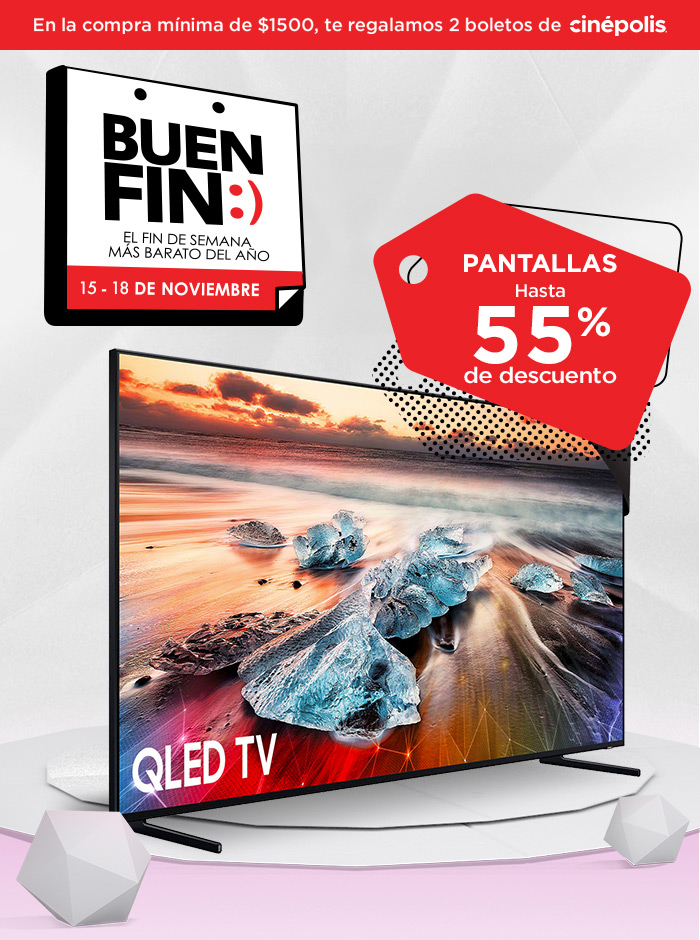 En la compra mínima de $1500, te regalamos 2 boletos de cinépolis.
BUEN
FIN:)
EL FIN DE SEMANA
MÁS BARATO DEL AÑO
15 - 18 DE NOVIEMBRE
PANTALLAS
Hasta
55%
de descuento
QLED TV